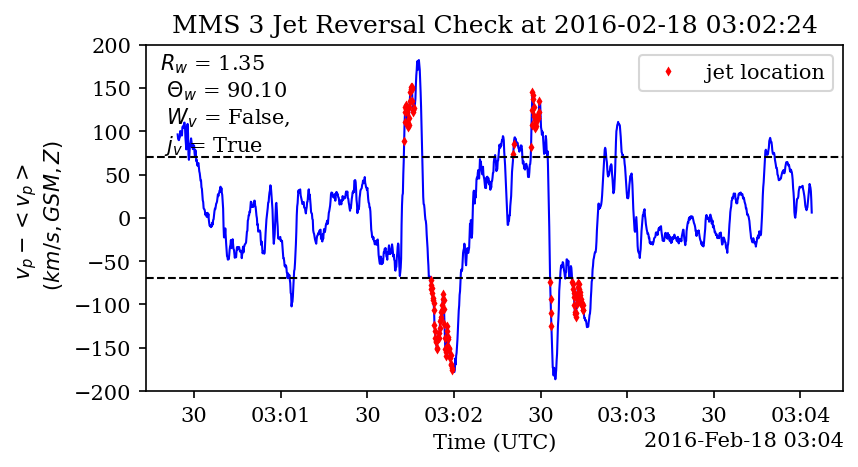 MMS 3 Jet Reversal Check at 2016-02-18 03:02:24
R_w = 1.35
Θ_w = 90.10
W_v = False,
j_v = True
jet location
v_p − < v_p >
(km/s, GSM, Z)
200
150
100
50
0
−50
−100
−150
−200
30 03:01 30 03:02 30 03:03 30 03:04
Time (UTC)
2016-Feb-18 03:04